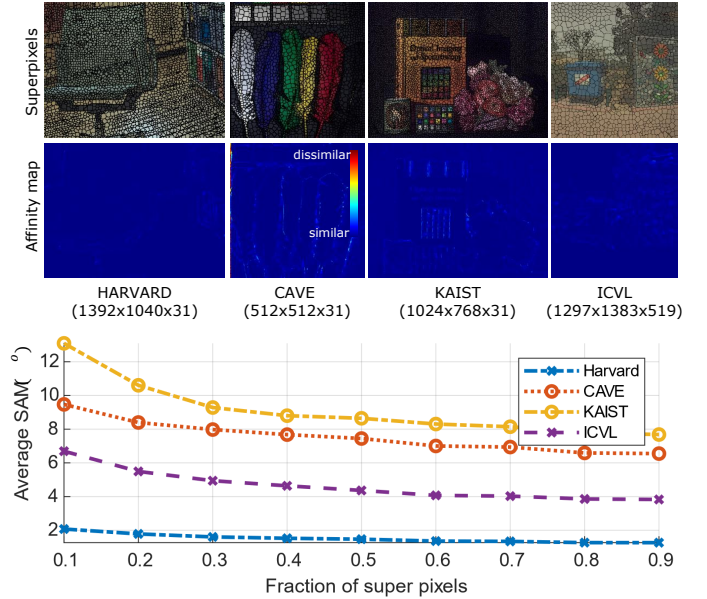 Superpixels
Affinity map
dissimilar
similar
HARVARD
(1392x1040x31)
CAVE
(512x512x31)
KAIST
(1024x768x31)
ICVL
(1297x1383x519)
Average SAM( o)
12
10
8
6
4
2
Harvard
CAVE
KAIST
ICVL
0.1 0.2 0.3 0.4 0.5 0.6 0.7 0.8 0.9
Fraction of super pixels